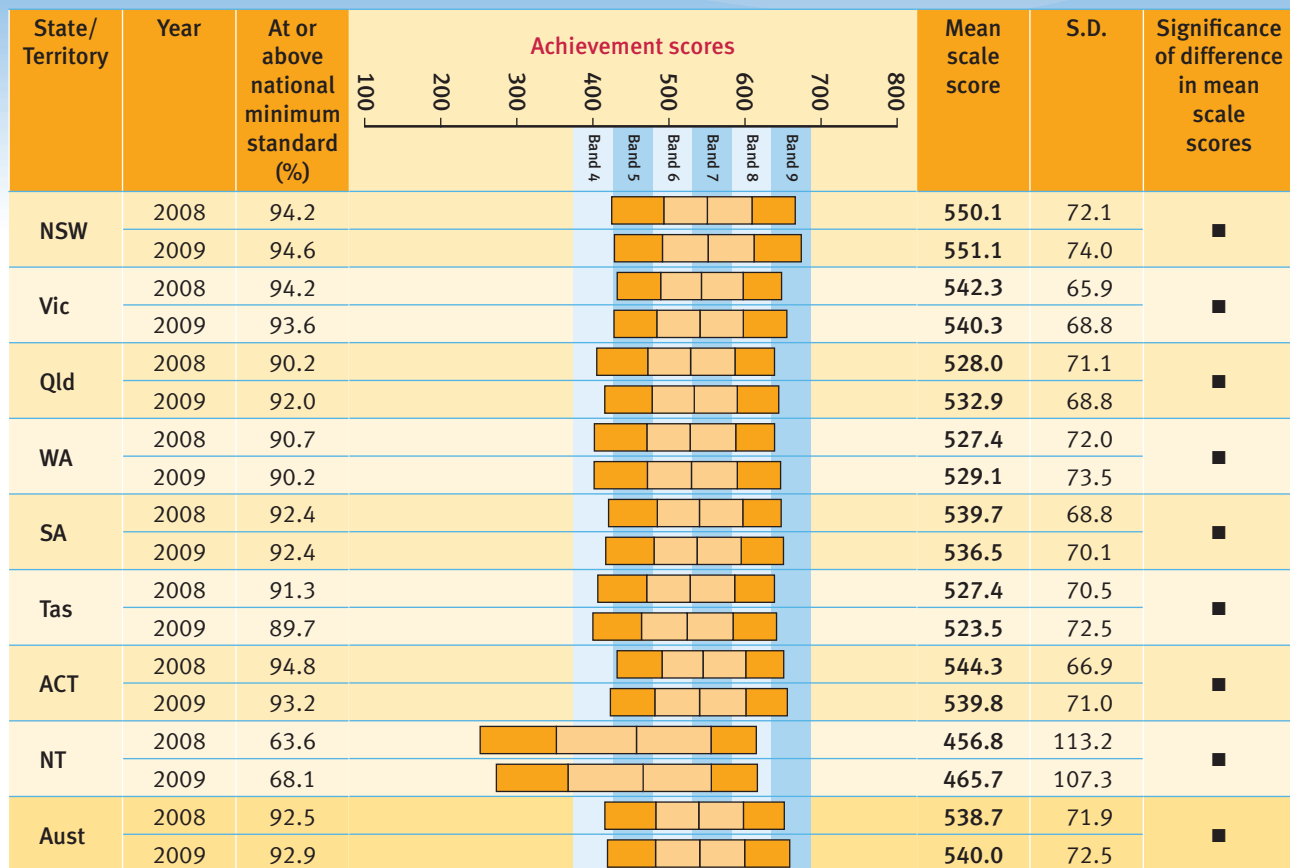 State/ Territory Year At or above national minimum standard (%) Achievement scores Mean scale score S.D. Significance of difference in mean scale scores
100 200 300 400 500 600 700 800
Band 4 Band 5 Band 6 Band 7 Band 8 Band 9
NSW 2008 94.2 550.1 72.1 ■
2009 94.6 551.1 74.0
Vic 2008 94.2 542.3 65.9 ■
2009 93.6 540.3 68.8
Qld 2008 90.2 528.0 71.1 ■
2009 92.0 532.9 68.8
WA 2008 90.7 527.4 72.0 ■
2009 90.2 529.1 73.5
SA 2008 92.4 539.7 68.8 ■
2009 92.4 536.5 70.1
Tas 2008 91.3 527.4 70.5 ■
2009 89.7 523.5 72.5
ACT 2008 94.8 544.3 66.9 ■
2009 93.2 539.8 71.0
NT 2008 63.6 456.8 113.2 ■
2009 68.1 465.7 107.3
Aust 2008 92.5 538.7 71.9 ■
2009 92.9 540.0 72.5